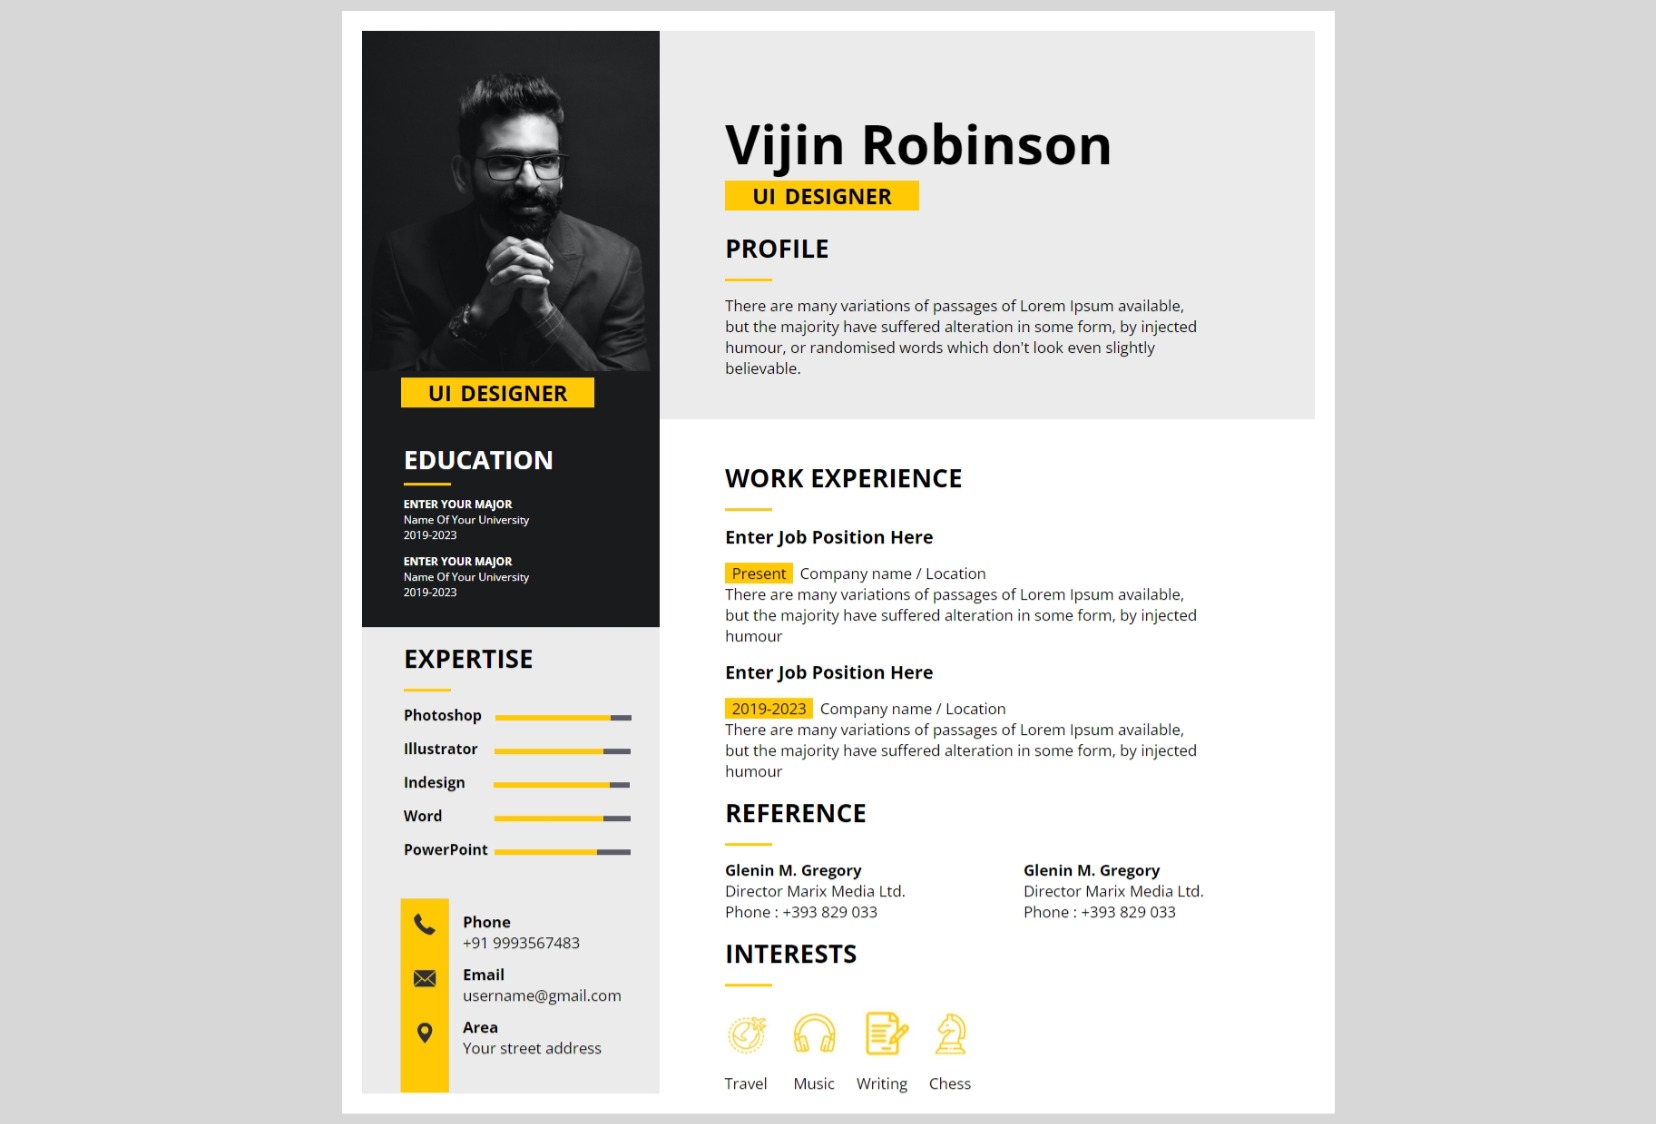 Vijin Robinson
UI DESIGNER
PROFILE
There are many variations of passages of Lorem Ipsum available,
but the majority have suffered alteration in some form, by injected
humour, or randomised words which don't look even slightly
believable.
UI DESIGNER
EDUCATION
ENTER YOUR MAJOR
Name Of Your University
2019-2023
ENTER YOUR MAJOR
Name Of Your University
2019-2023
EXPERTISE
Photoshop
Illustrator
Indesign
Word
PowerPoint
Phone
+91 9993567483
Email
username@gmail.com
Area
Your street address
WORK EXPERIENCE
Enter Job Position Here
Present Company name / Location
There are many variations of passages of Lorem Ipsum available,
but the majority have suffered alteration in some form, by injected
humour
Enter Job Position Here
2019-2023 Company name / Location
There are many variations of passages of Lorem Ipsum available,
but the majority have suffered alteration in some form, by injected
humour
REFERENCE
Glenin M. Gregory
Director Marix Media Ltd.
Phone : +393 829 033
Glenin M. Gregory
Director Marix Media Ltd.
Phone : +393 829 033
INTERESTS
Travel Music Writing Chess